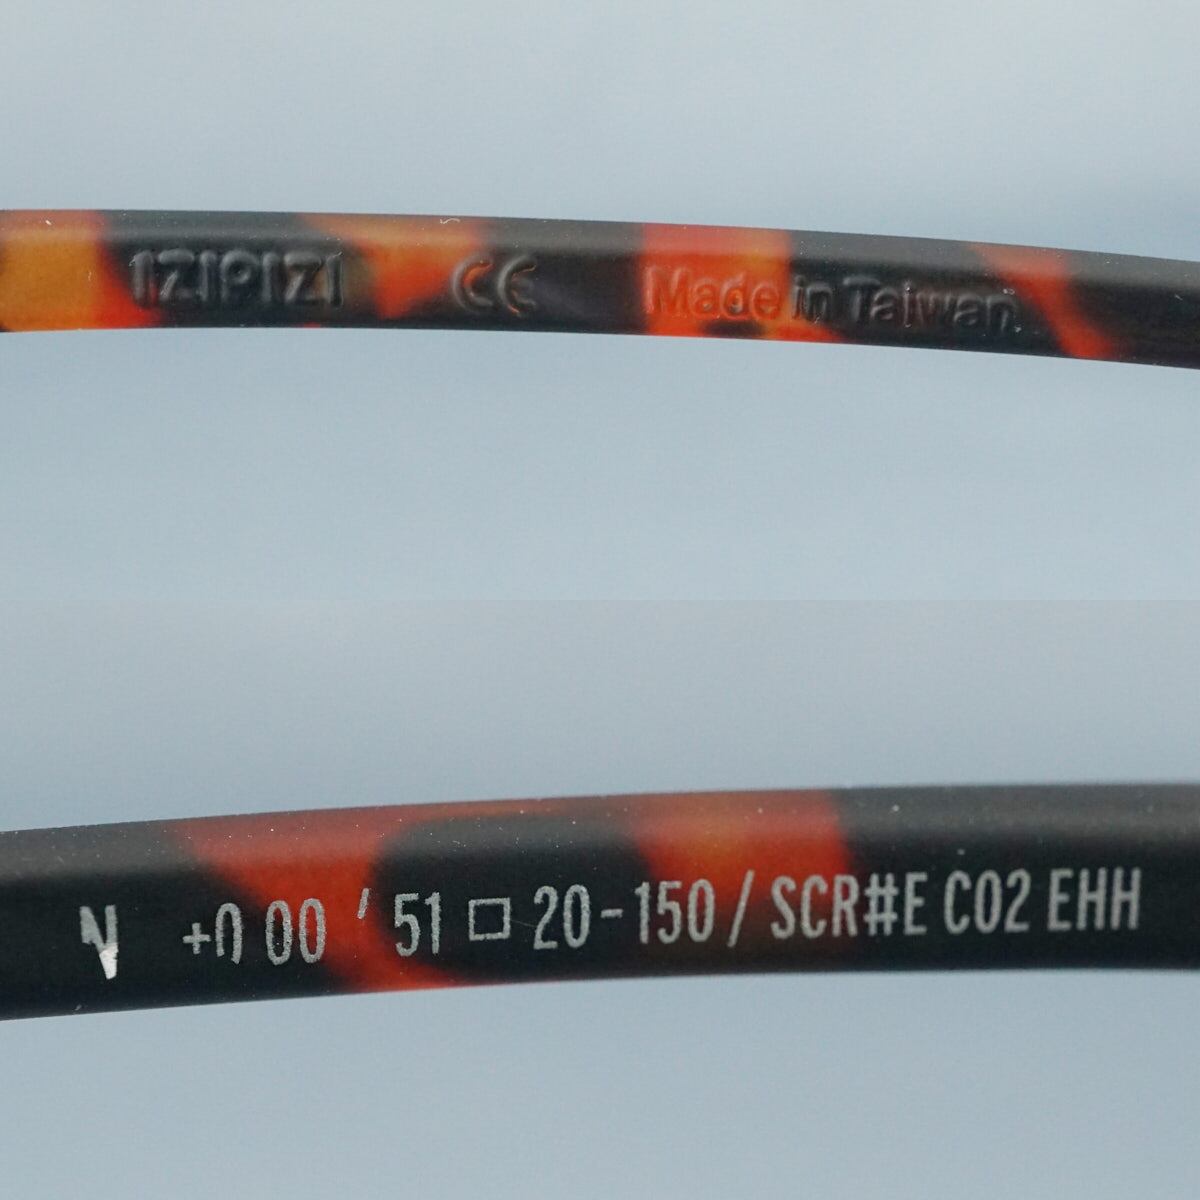 IZIPIZI CE Made in Taiwan
+0 00 ' 51 □ 20-150 / SCR#E C02 EHH